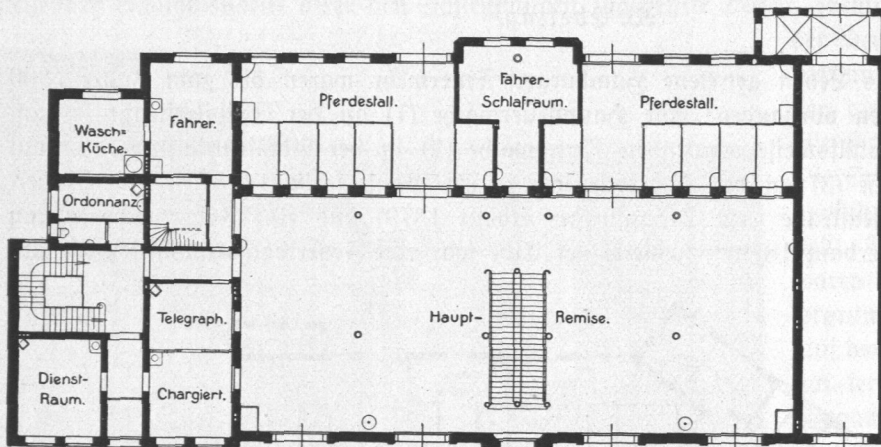 Pferdestall.
Fahrer-
Schlafraum.
Pferdestall.
Fahrer.
Wasch=
Küche.
Ordonnanz
Telegraph.
Haupt-
Remise.
Dienst-
Raum.
Chargiert.